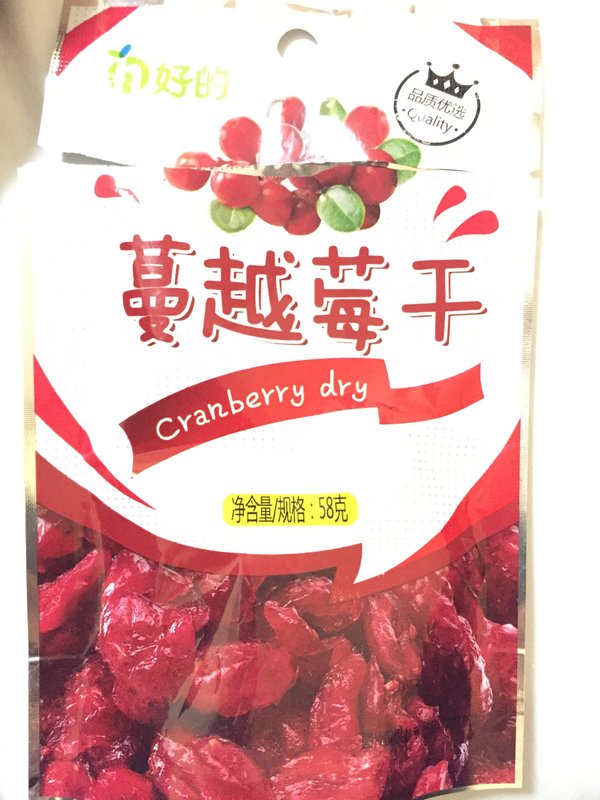 好的
品质优选
·Quality·
蔓越莓干
Cranberry dry
净含量/规格：58克